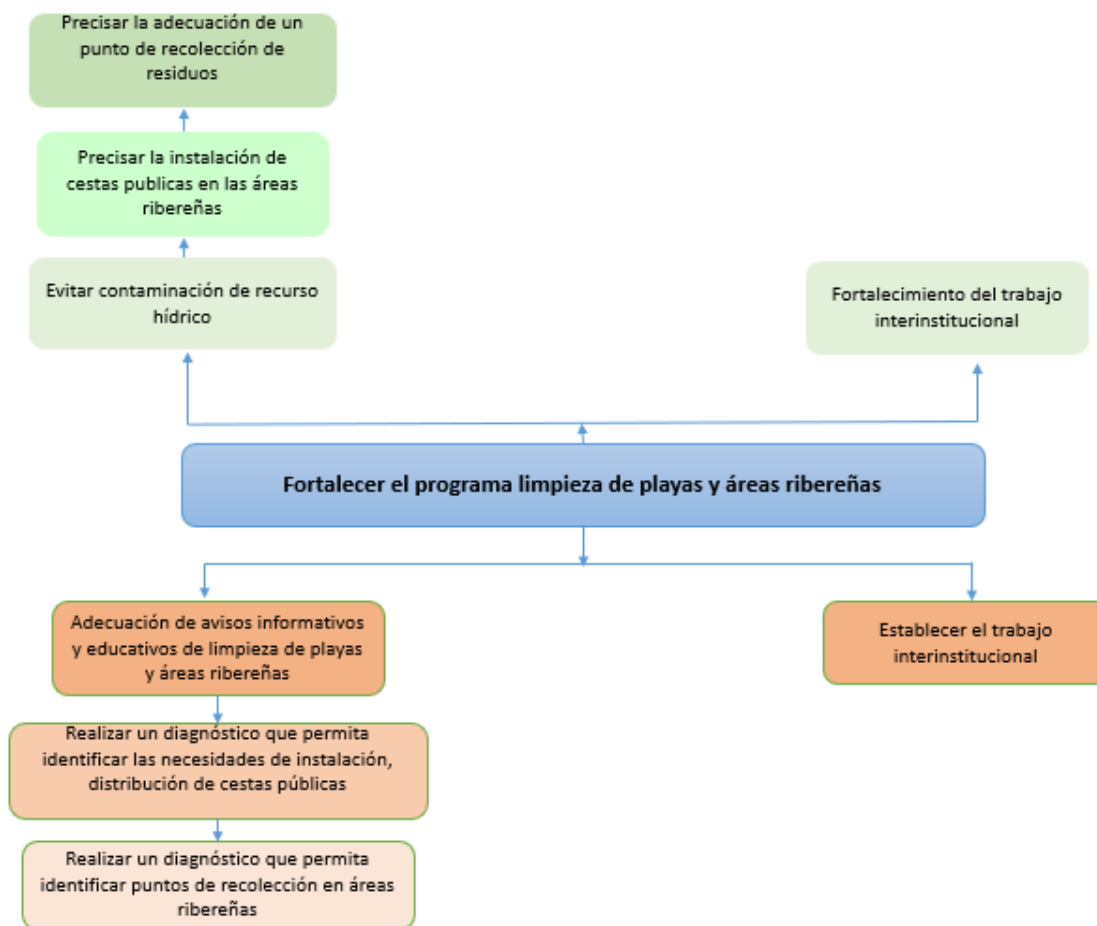 Precisar la adecuación de un
punto de recolección de
residuos
Precisar la instalación de
cestas publicas en las áreas
ribereñas
Evitar contaminación de recurso
hídrico
Fortalecimiento del trabajo
interinstitucional
Fortalecer el programa limpieza de playas y áreas ribereñas
Adecuación de avisos informativos
y educativos de limpieza de playas
y áreas ribereñas
Establecer el trabajo
interinstitucional
Realizar un diagnóstico que permita
identificar las necesidades de instalación,
distribución de cestas públicas
Realizar un diagnóstico que permita
identificar puntos de recolección en áreas
ribereñas